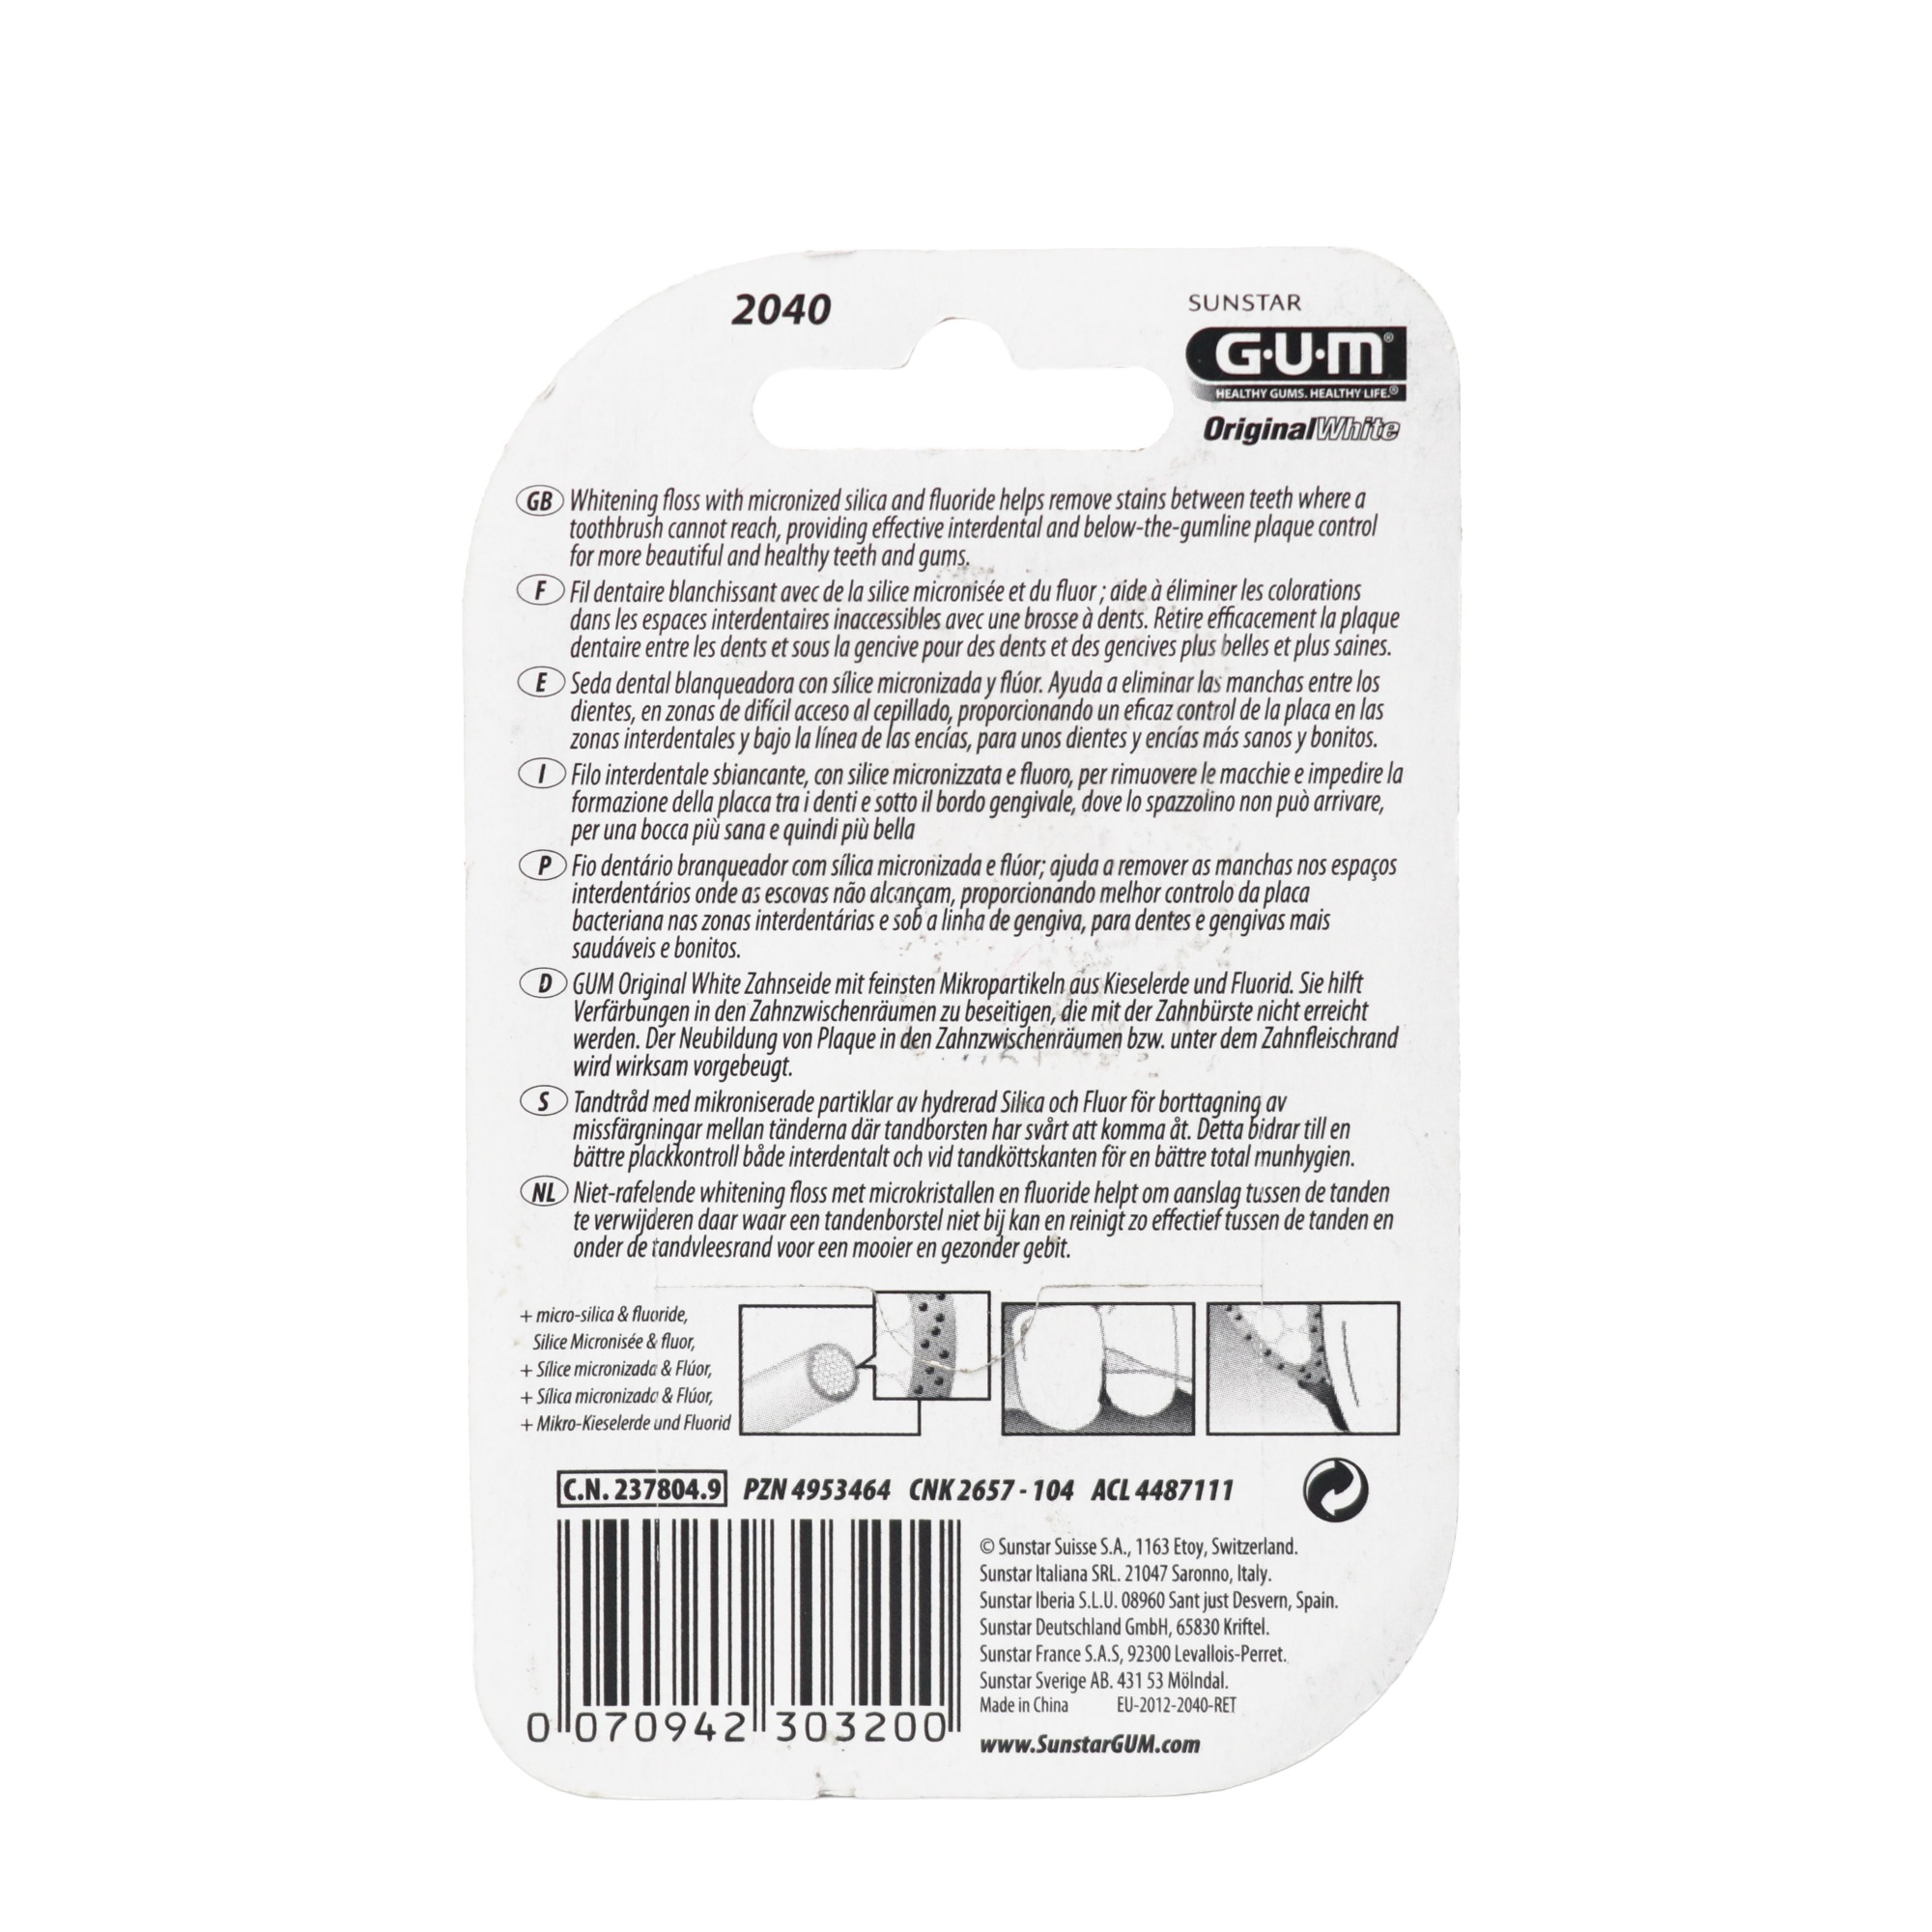 2040
SUNSTAR
G·U·M®
HEALTHY GUMS. HEALTHY LIFE.®
OriginalWhite
GB Whitening floss with micronized silica and fluoride helps remove stains between teeth where a
toothbrush cannot reach, providing effective interdental and below-the-gumline plaque control
for more beautiful and healthy teeth and gums.
F Fil dentaire blanchissant avec de la silice micronisée et du fluor ; aide à éliminer les colorations
dans les espaces interdentaires inaccessibles avec une brosse à dents. Retire efficacement la plaque
dentaire entre les dents et sous la gencive pour des dents et des gencives plus belles et plus saines.
E Seda dental blanqueadora con sílice micronizada y flúor. Ayuda a eliminar las manchas entre los
dientes, en zonas de difícil acceso al cepillado, proporcionando un eficaz control de la placa en las
zonas interdentales y bajo la línea de las encías, para unos dientes y encías más sanos y bonitos.
I Filo interdentale sbiancante, con silice micronizzata e fluoro, per rimuovere le macchie e impedire la
formazione della placca tra i denti e sotto il bordo gengivale, dove lo spazzolino non può arrivare,
per una bocca più sana e quindi più bella
P Fio dentário branqueador com sílica micronizada e flúor; ajuda a remover as manchas nos espaços
interdentários onde as escovas não alcançam, proporcionando melhor controlo da placa
bacteriana nas zonas interdentárias e sob a linha de gengiva, para dentes e gengivas mais
saudáveis e bonitos.
D GUM Original White Zahnseide mit feinsten Mikropartikeln aus Kieselerde und Fluorid. Sie hilft
Verfärbungen in den Zahnzwischenräumen zu beseitigen, die mit der Zahnbürste nicht erreicht
werden. Der Neubildung von Plaque in den Zahnzwischenräumen bzw. unter dem Zahnfleischrand
wird wirksam vorgebeugt.
S Tandtråd med mikroniserade partiklar av hydrerad Silica och Fluor för borttagning av
missfärgningar mellan tänderna där tandborsten har svårt att komma åt. Detta bidrar till en
bättre plackkontroll både interdentalt och vid tandköttskanten för en bättre total munhygien.
NL Niet-rafelende whitening floss met microkristallen en fluoride helpt om aanslag tussen de tanden
te verwijderen daar waar een tandenborstel niet bij kan en reinigt zo effectief tussen de tanden en
onder de tandvleesrand voor een mooier en gezonder gebit.
+ micro-silica & fluoride,
Silice Micronisée & fluor,
+ Sílice micronizada & Flúor,
+ Sílica micronizada & Flúor,
+ Mikro-Kieselerde und Fluorid
C.N. 237804.9 PZN 4953464 CNK 2657 - 104 ACL 4487111
© Sunstar Suisse S.A., 1163 Etoy, Switzerland.
Sunstar Italiana SRL. 21047 Saronno, Italy.
Sunstar Iberia S.L.U. 08960 Sant just Desvern, Spain.
Sunstar Deutschland GmbH, 65830 Kriftel.
Sunstar France S.A.S, 92300 Levallois-Perret.
Sunstar Sverige AB. 431 53 Mölndal.
Made in China EU-2012-2040-RET
www.SunstarGUM.com
0 070942 303200